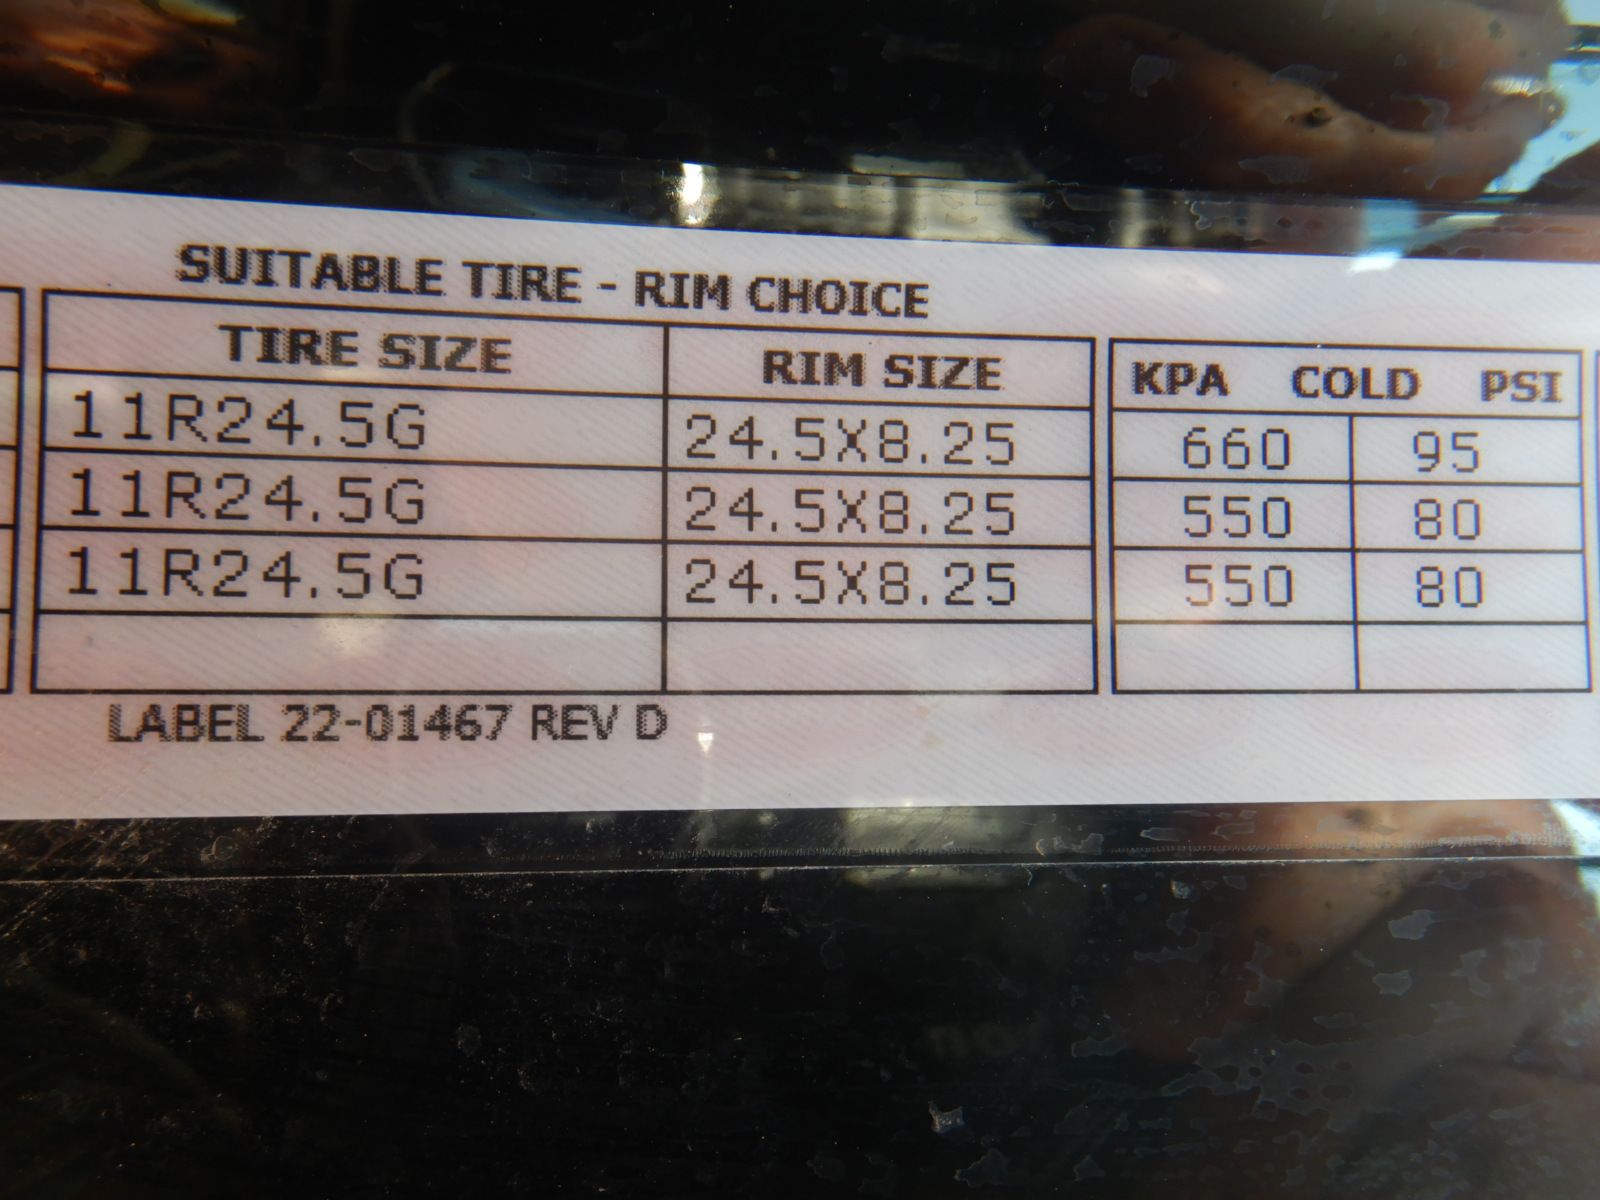 SUITABLE TIRE - RIM CHOICE
TIRE SIZE RIM SIZE KPA COLD PSI
11R24.5G 24.5X8.25 660 95
11R24.5G 24.5X8.25 550 80
11R24.5G 24.5X8.25 550 80
LABEL 22-01467 REV D